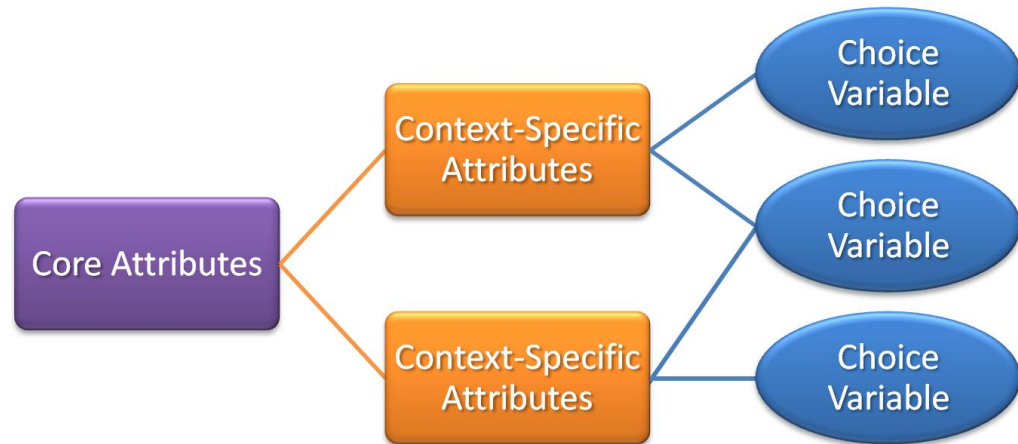 Core Attributes
Context-Specific
Attributes
Context-Specific
Attributes
Choice
Variable
Choice
Variable
Choice
Variable